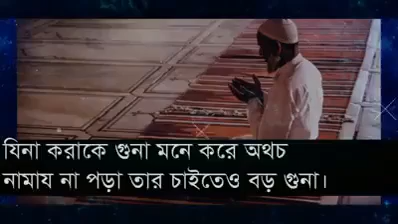 যিনা করাকে গুনা মনে করে অথচ
নামায না পড়া তার চাইতেও বড় গুনা।